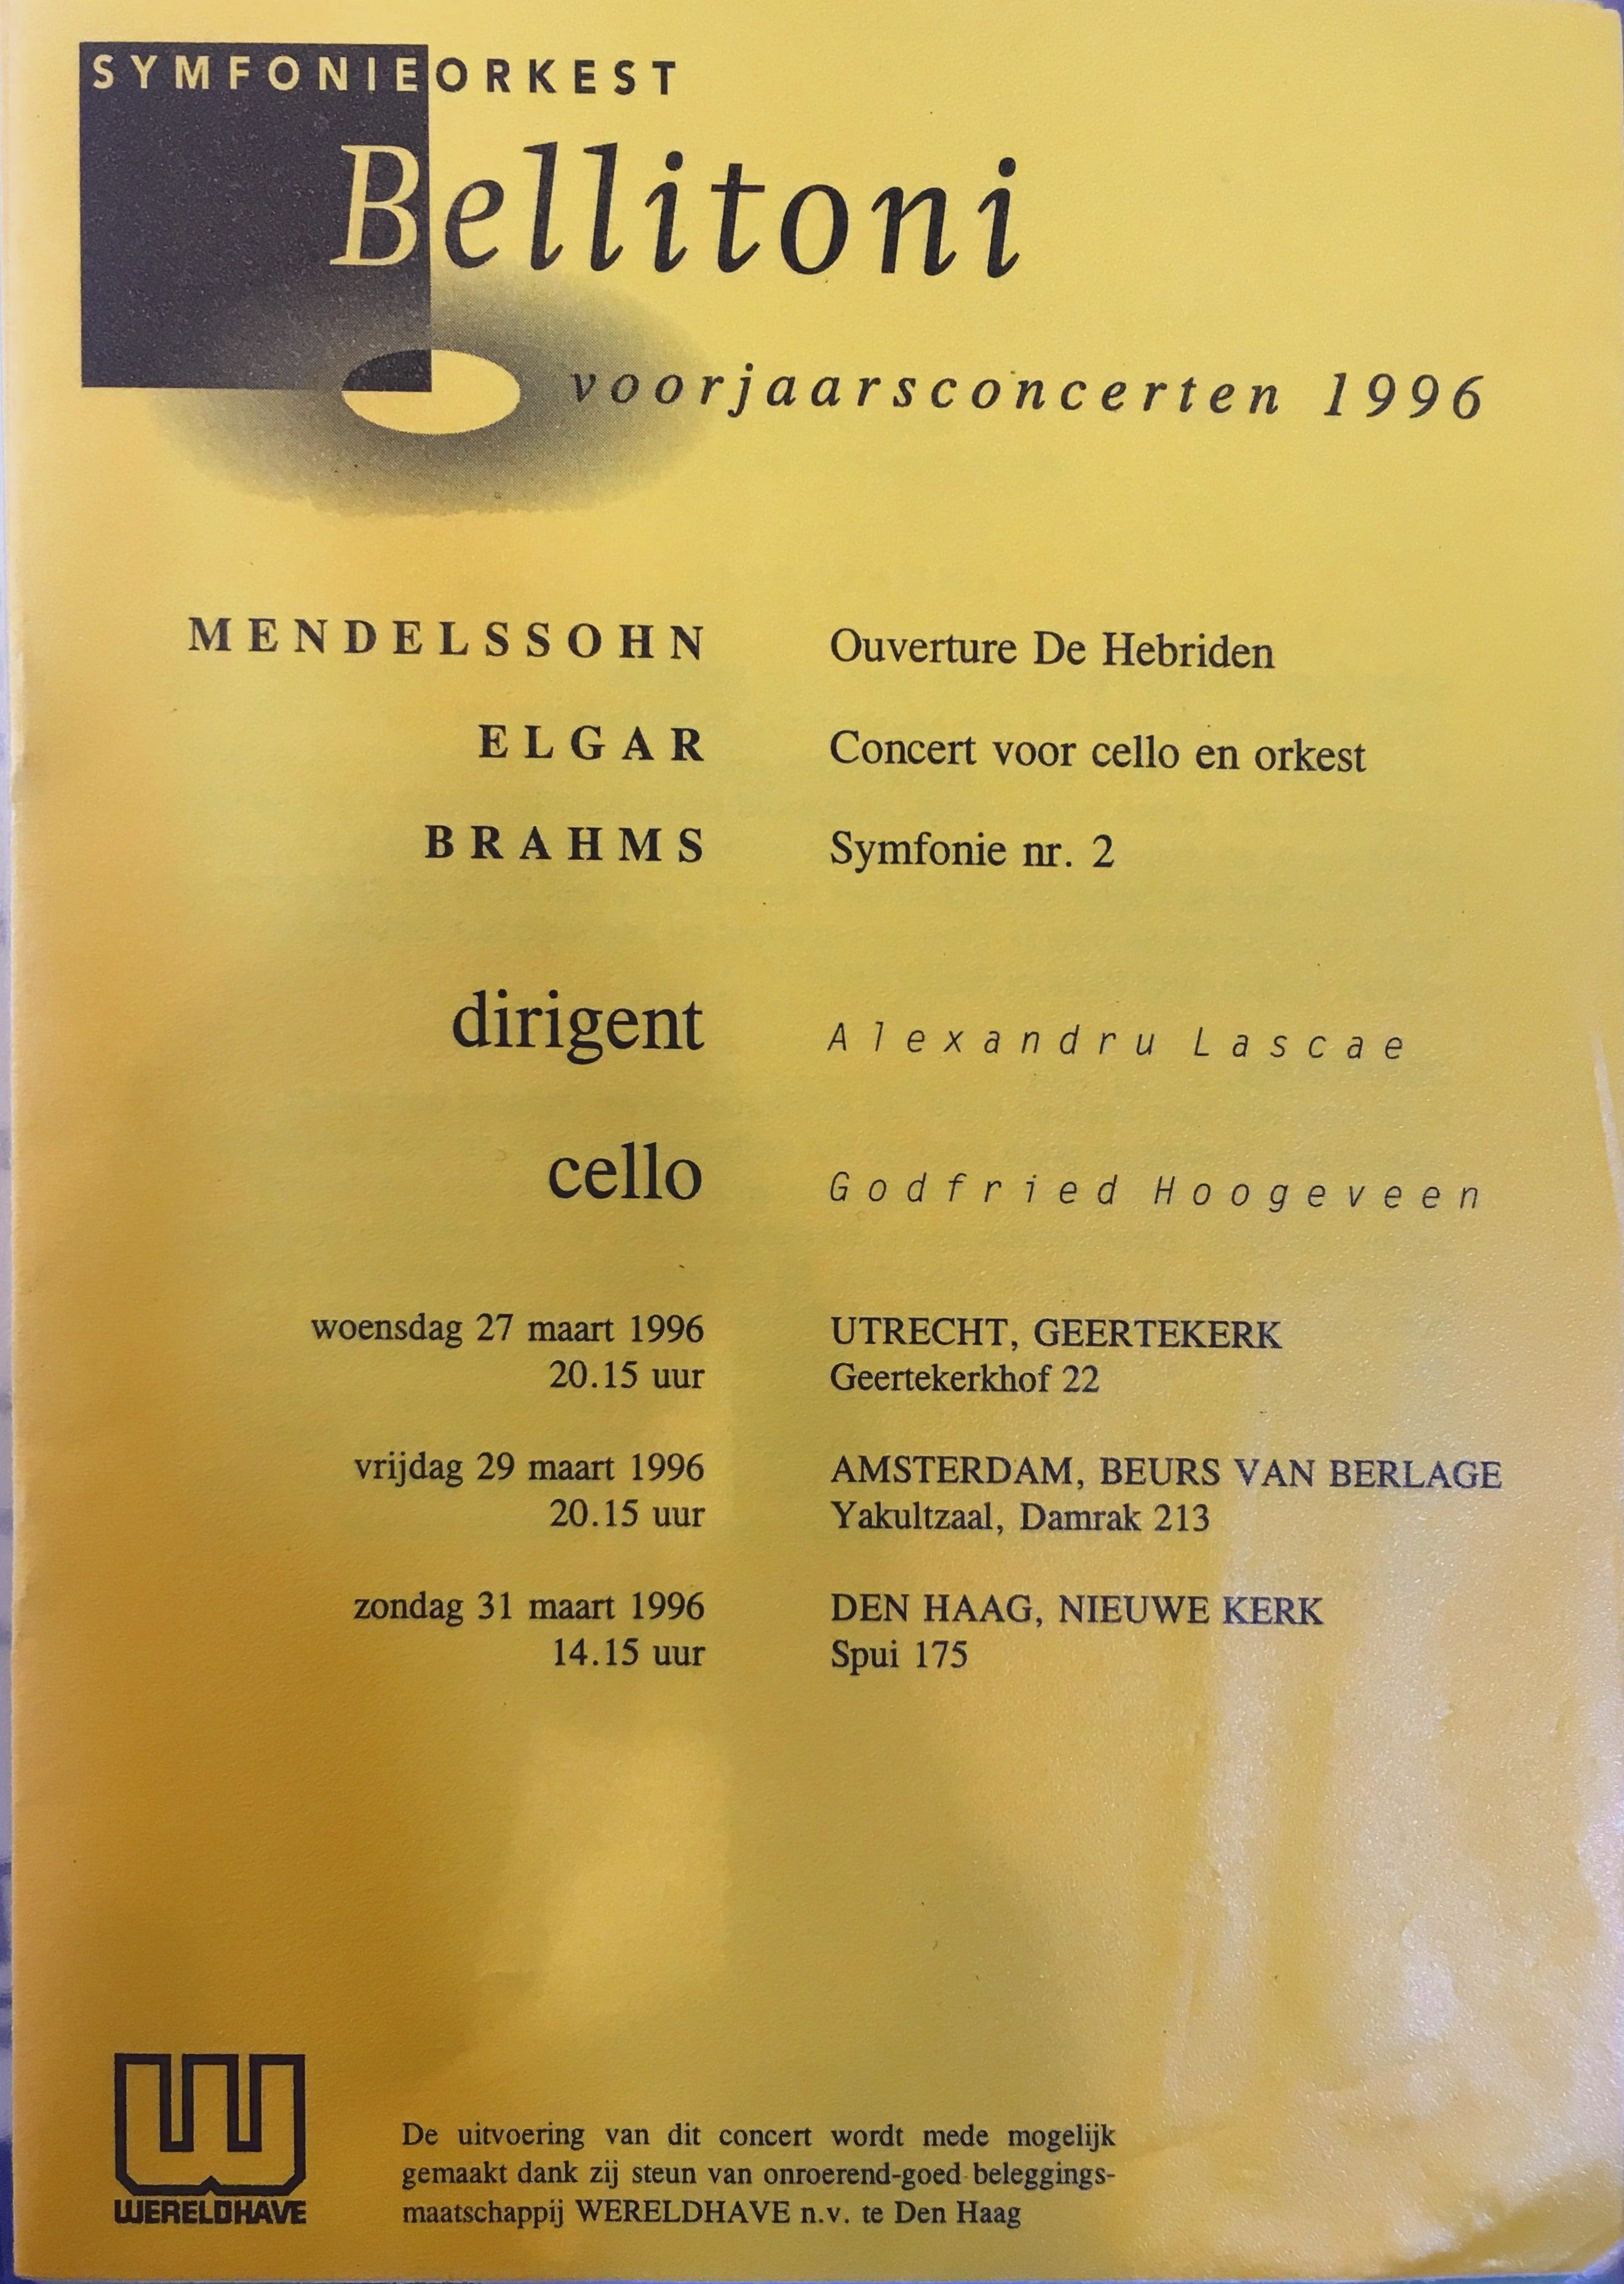 SYMFONIEORKEST
Bellitoni
voorjaarsconcerten 1996
MENDELSSOHN Ouverture De Hebriden
ELGAR Concert voor cello en orkest
BRAHMS Symfonie nr. 2
dirigent Alexandru Lascae
cello Godfried Hoogeveen
woensdag 27 maart 1996 UTRECHT, GEERTEKERK
20.15 uur Geertekerkhof 22
vrijdag 29 maart 1996 AMSTERDAM, BEURS VAN BERLAGE
20.15 uur Yakultzaal, Damrak 213
zondag 31 maart 1996 DEN HAAG, NIEUWE KERK
14.15 uur Spui 175
W
WERELDHAVE
De uitvoering van dit concert wordt mede mogelijk
gemaakt dank zij steun van onroerend-goed beleggings-
maatschappij WERELDHAVE n.v. te Den Haag